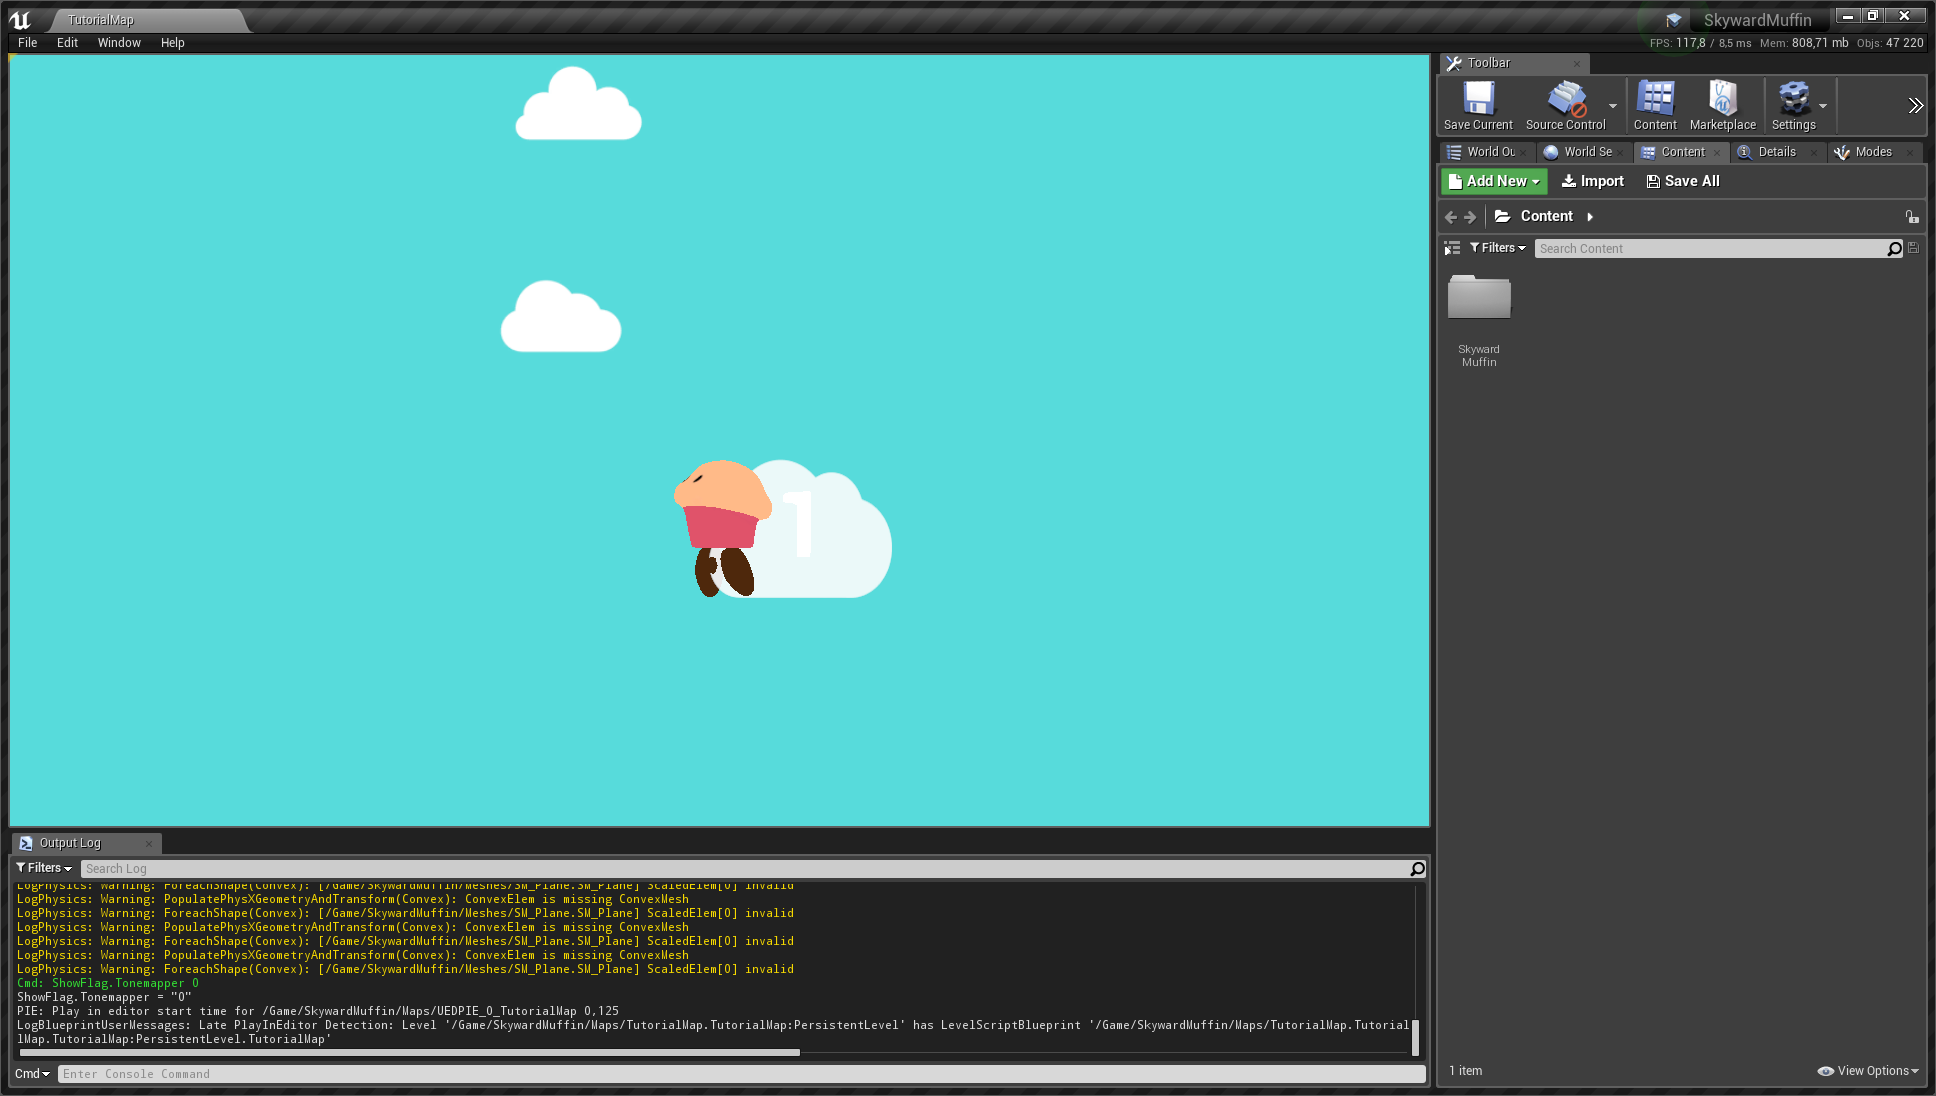 TutorialMap
SkywardMuffin
File Edit Window Help
FPS: 117,8 / 8,5 ms Mem: 808,71 mb Objs: 47 220
Toolbar
Save Current Source Control Content Marketplace Settings
World Ou World Se Content Details Modes
Add New Import Save All
Content
Filters Search Content
Skyward
Muffin
1
Output Log
Filters Search Log
LogPhysics: Warning: ForeachShape(Convex): [/Game/SkywardMuffin/Meshes/SM_Plane.SM_Plane] ScaledElem[0] invalid
LogPhysics: Warning: PopulatePhysXGeometryAndTransform(Convex): ConvexElem is missing ConvexMesh
LogPhysics: Warning: ForeachShape(Convex): [/Game/SkywardMuffin/Meshes/SM_Plane.SM_Plane] ScaledElem[0] invalid
LogPhysics: Warning: PopulatePhysXGeometryAndTransform(Convex): ConvexElem is missing ConvexMesh
LogPhysics: Warning: ForeachShape(Convex): [/Game/SkywardMuffin/Meshes/SM_Plane.SM_Plane] ScaledElem[0] invalid
LogPhysics: Warning: PopulatePhysXGeometryAndTransform(Convex): ConvexElem is missing ConvexMesh
LogPhysics: Warning: ForeachShape(Convex): [/Game/SkywardMuffin/Meshes/SM_Plane.SM_Plane] ScaledElem[0] invalid
Cmd: ShowFlag.Tonemapper 0
ShowFlag.Tonemapper = "0"
PIE: Play in editor start time for /Game/SkywardMuffin/Maps/UEDPIE_0_TutorialMap 0,125
LogBlueprintUserMessages: Late PlayInEditor Detection: Level '/Game/SkywardMuffin/Maps/TutorialMap.TutorialMap:PersistentLevel' has LevelScriptBlueprint '/Game/SkywardMuffin/Maps/TutorialMap.Tutorial
lMap.TutorialMap:PersistentLevel.TutorialMap'
Cmd Enter Console Command
1 item View Options